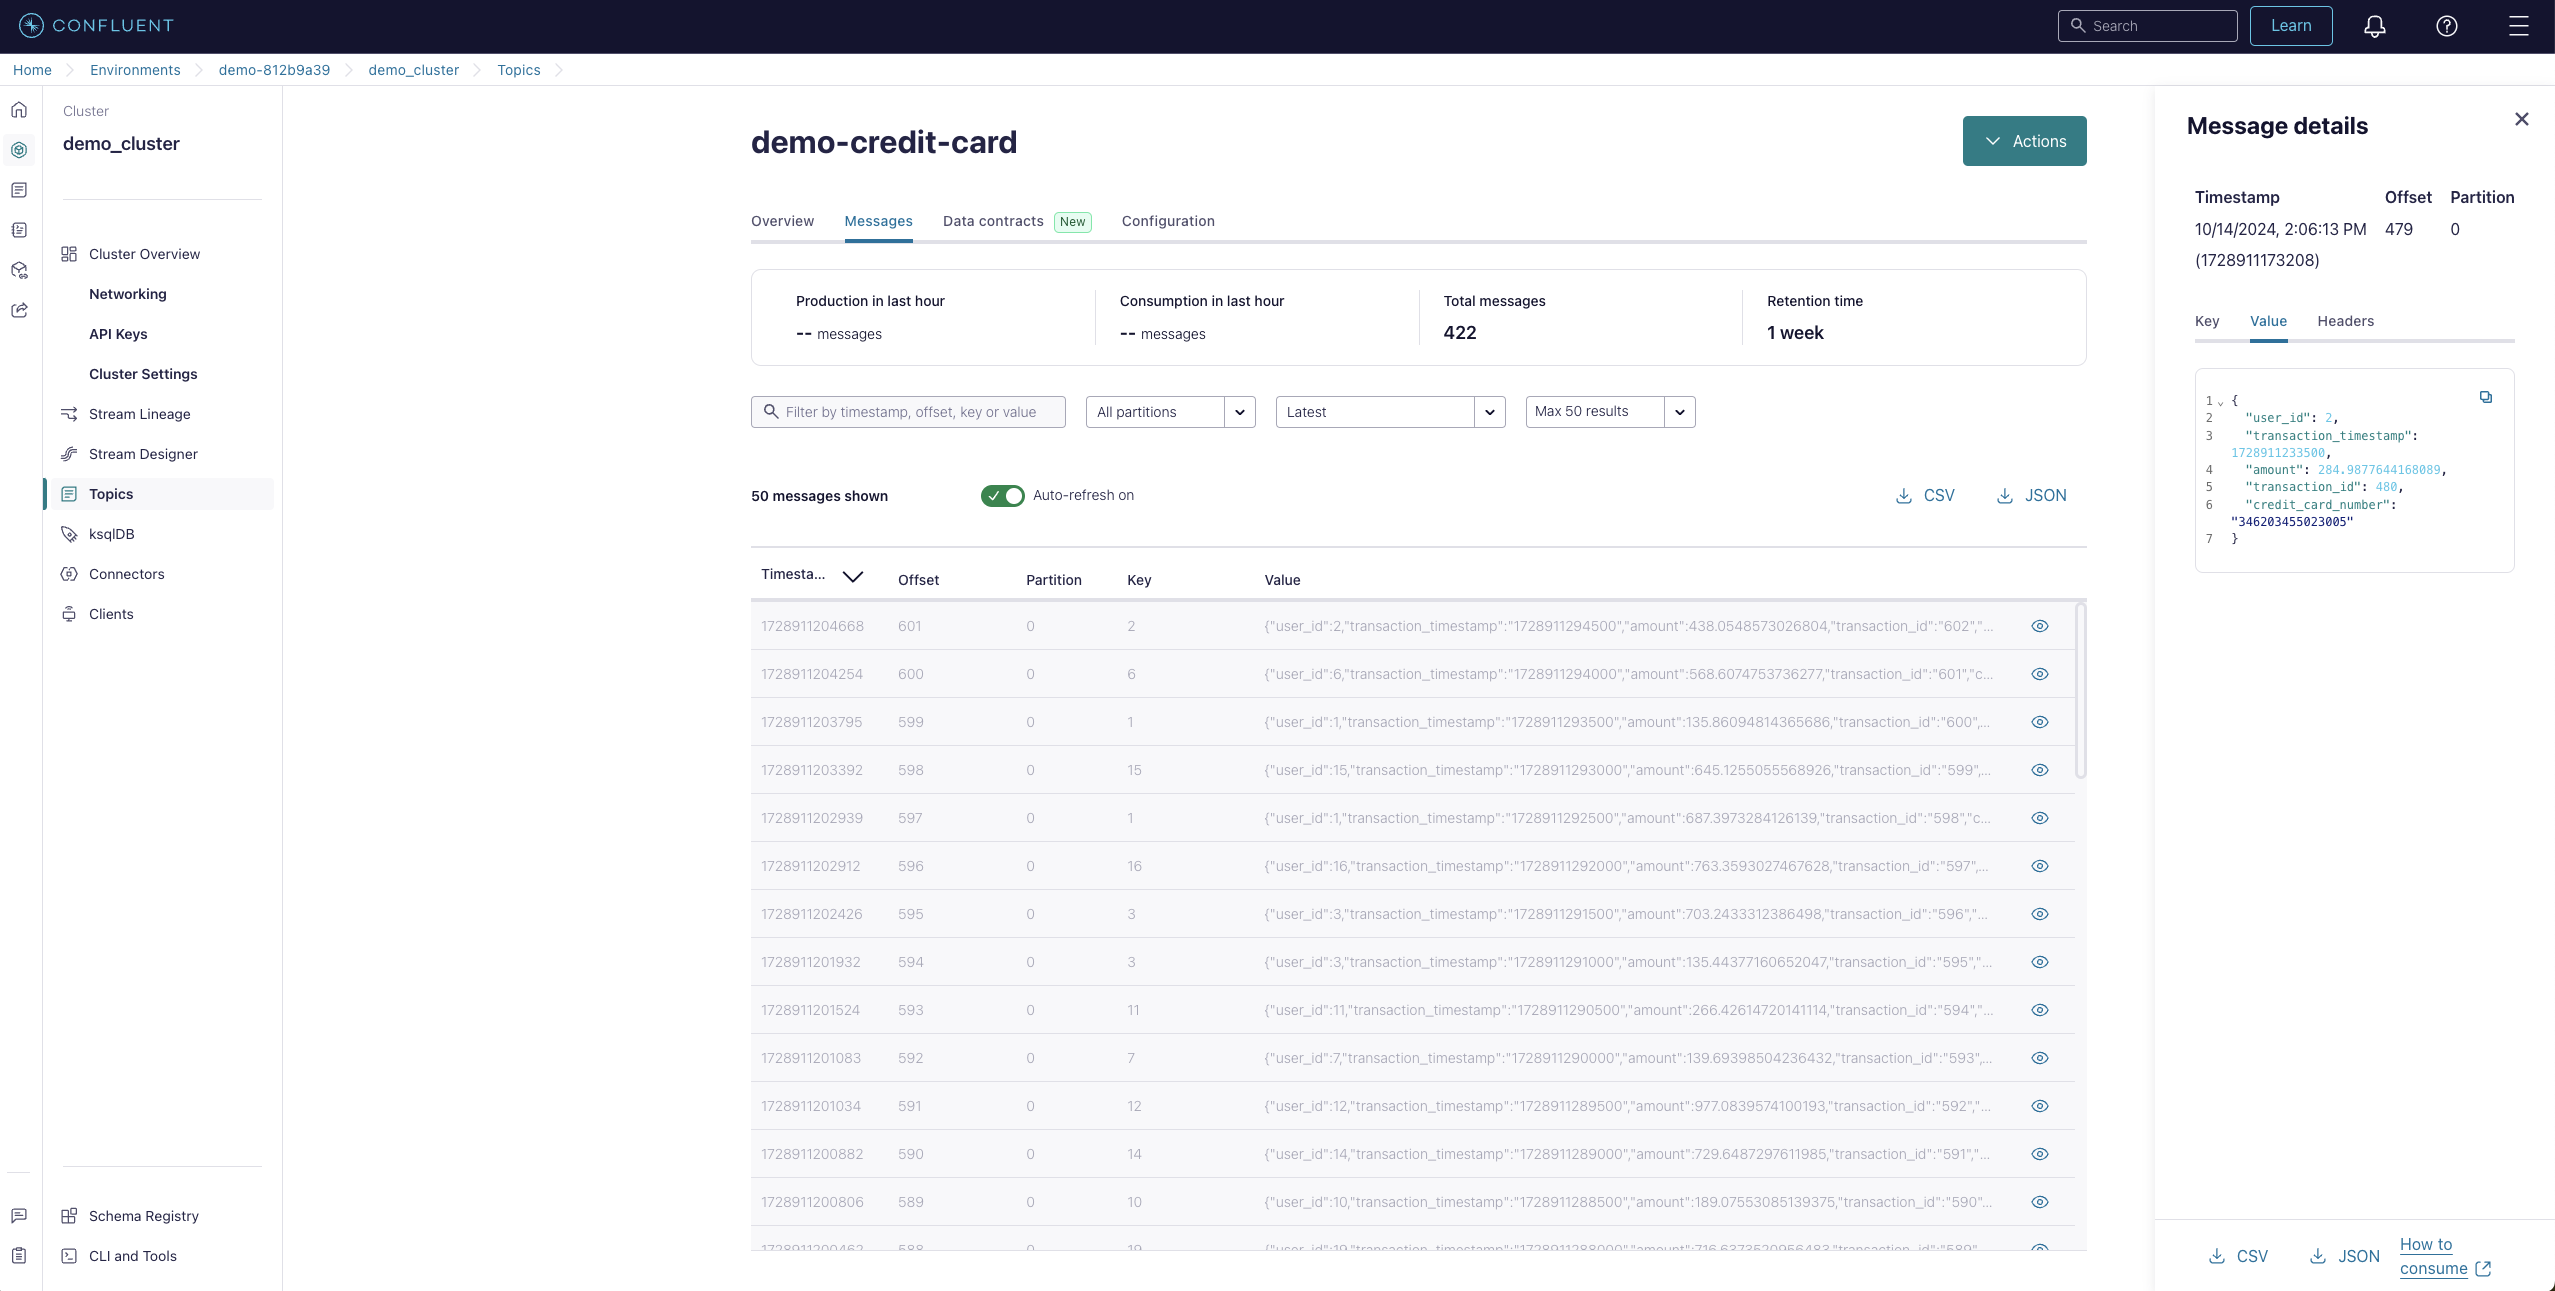 CONFLUENT
Search
Learn
Home
Environments
demo-812b9a39
demo_cluster
Topics
Cluster
demo_cluster
Cluster Overview
Networking
API Keys
Cluster Settings
Stream Lineage
Stream Designer
Topics
ksqlDB
Connectors
Clients
Schema Registry
CLI and Tools
demo-credit-card
Actions
Overview
Messages
Data contracts New
Configuration
Production in last hour
-- messages
Consumption in last hour
-- messages
Total messages
422
Retention time
1 week
Filter by timestamp, offset, key or value
All partitions
Latest
Max 50 results
50 messages shown
Auto-refresh on
CSV
JSON
Timesta... Offset Partition Key Value
1728911204668 601 0 2 {"user_id":2,"transaction_timestamp":"1728911294500","amount":438.0548573026804,"transaction_id":"602","...
1728911204254 600 0 6 {"user_id":6,"transaction_timestamp":"1728911294000","amount":568.6074753736277,"transaction_id":"601","c...
1728911203795 599 0 1 {"user_id":1,"transaction_timestamp":"1728911293500","amount":135.86094814365686,"transaction_id":"600",...
1728911203392 598 0 15 {"user_id":15,"transaction_timestamp":"1728911293000","amount":645.1255055568926,"transaction_id":"599",...
1728911202939 597 0 1 {"user_id":1,"transaction_timestamp":"1728911292500","amount":687.3973284126139,"transaction_id":"598","c...
1728911202912 596 0 16 {"user_id":16,"transaction_timestamp":"1728911292000","amount":763.3593027467628,"transaction_id":"597",...
1728911202426 595 0 3 {"user_id":3,"transaction_timestamp":"1728911291500","amount":703.2433312386498,"transaction_id":"596","...
1728911201932 594 0 3 {"user_id":3,"transaction_timestamp":"1728911291000","amount":135.44377160652047,"transaction_id":"595","...
1728911201524 593 0 11 {"user_id":11,"transaction_timestamp":"1728911290500","amount":266.42614720141114,"transaction_id":"594","...
1728911201083 592 0 7 {"user_id":7,"transaction_timestamp":"1728911290000","amount":139.69398504236432,"transaction_id":"593",...
1728911201034 591 0 12 {"user_id":12,"transaction_timestamp":"1728911289500","amount":977.0839574100193,"transaction_id":"592","...
1728911200882 590 0 14 {"user_id":14,"transaction_timestamp":"1728911289000","amount":729.6487297611985,"transaction_id":"591","...
1728911200806 589 0 10 {"user_id":10,"transaction_timestamp":"1728911288500","amount":189.07553085139375,"transaction_id":"590"...
1728911200462 588 0 19 {"user_id":19,"transaction_timestamp":"1728911288000","amount":716.6373520956483,"transaction_id":"589"...
Message details
Timestamp Offset Partition
10/14/2024, 2:06:13 PM 479 0
(1728911173208)
Key
Value
Headers
1 {
2 "user_id": 2,
3 "transaction_timestamp":
1728911233500,
4 "amount": 284.9877644168089,
5 "transaction_id": 480,
6 "credit_card_number":
"346203455023005"
7 }
CSV
JSON
How to
consume